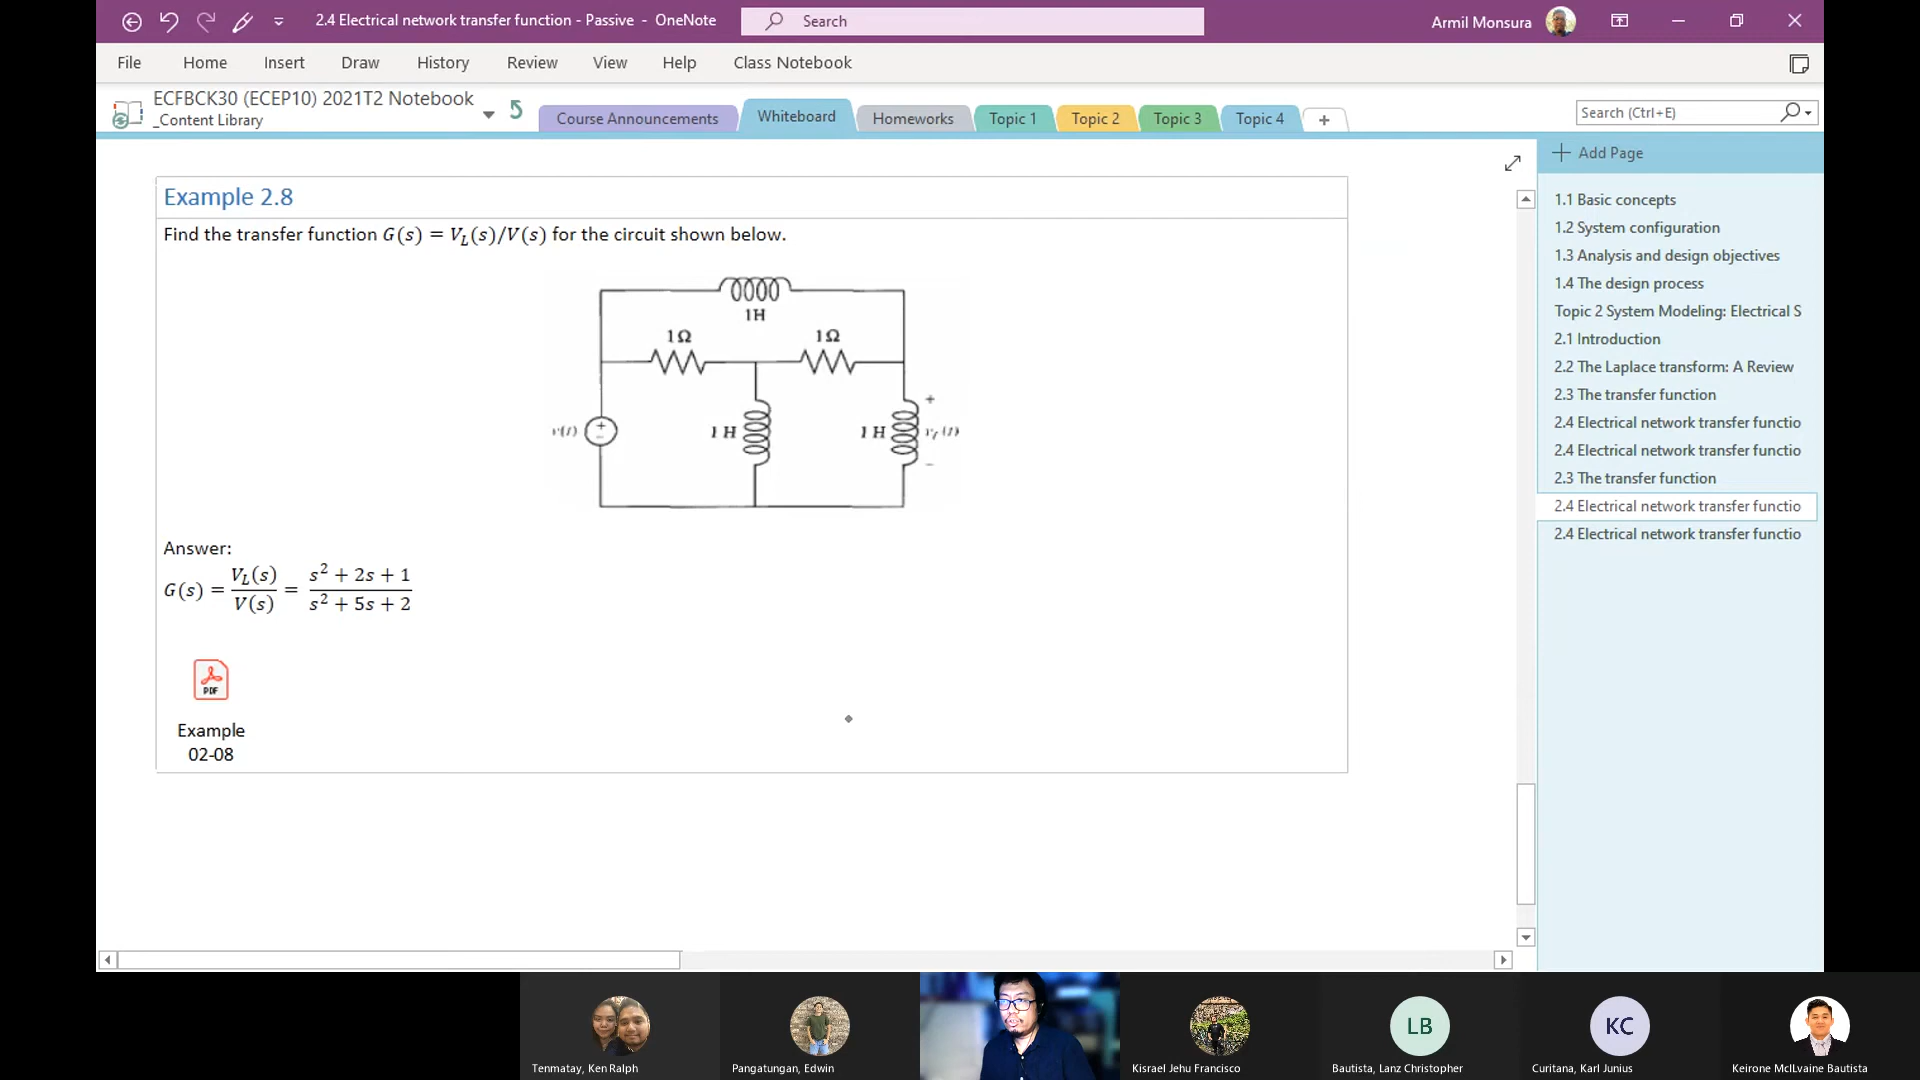 2.4 Electrical network transfer function - Passive - OneNote
Search
Armil Monsura
File Home Insert Draw History Review View Help Class Notebook
ECFBCK30 (ECEP10) 2021T2 Notebook
_Content Library
Course Announcements Whiteboard Homeworks Topic 1 Topic 2 Topic 3 Topic 4 +
Search (Ctrl+E)
Add Page
1.1 Basic concepts
1.2 System configuration
1.3 Analysis and design objectives
1.4 The design process
Topic 2 System Modeling: Electrical S
2.1 Introduction
2.2 The Laplace transform: A Review
2.3 The transfer function
2.4 Electrical network transfer functio
2.4 Electrical network transfer functio
2.3 The transfer function
2.4 Electrical network transfer functio
2.4 Electrical network transfer functio
Example 2.8
Find the transfer function G(s) = V_L(s)/V(s) for the circuit shown below.
1H
1Ω 1Ω
+
v(t) + − 1 H 1 H v_L(t)
−
Answer:
G(s) = V_L(s)/V(s) = (s² + 2s + 1)/(s² + 5s + 2)
PDF
Example
02-08
LB KC
Tenmatay, Ken Ralph Pangatungan, Edwin Kisrael Jehu Francisco Bautista, Lanz Christopher Curitana, Karl Junius Keirone McILvaine Bautista